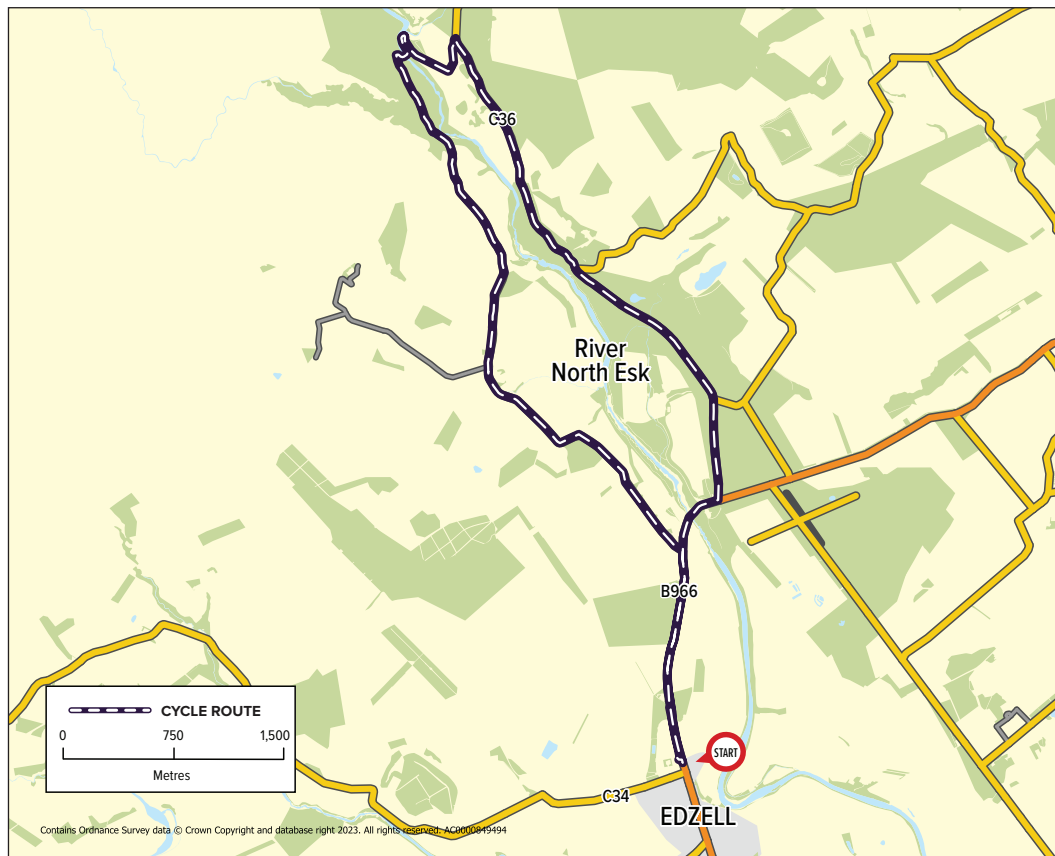 C36
River
North Esk
B966
START
C34
EDZELL
CYCLE ROUTE
0 750 1,500
Metres
Contains Ordnance Survey data © Crown Copyright and database right 2023. All rights reserved. AC0000849494